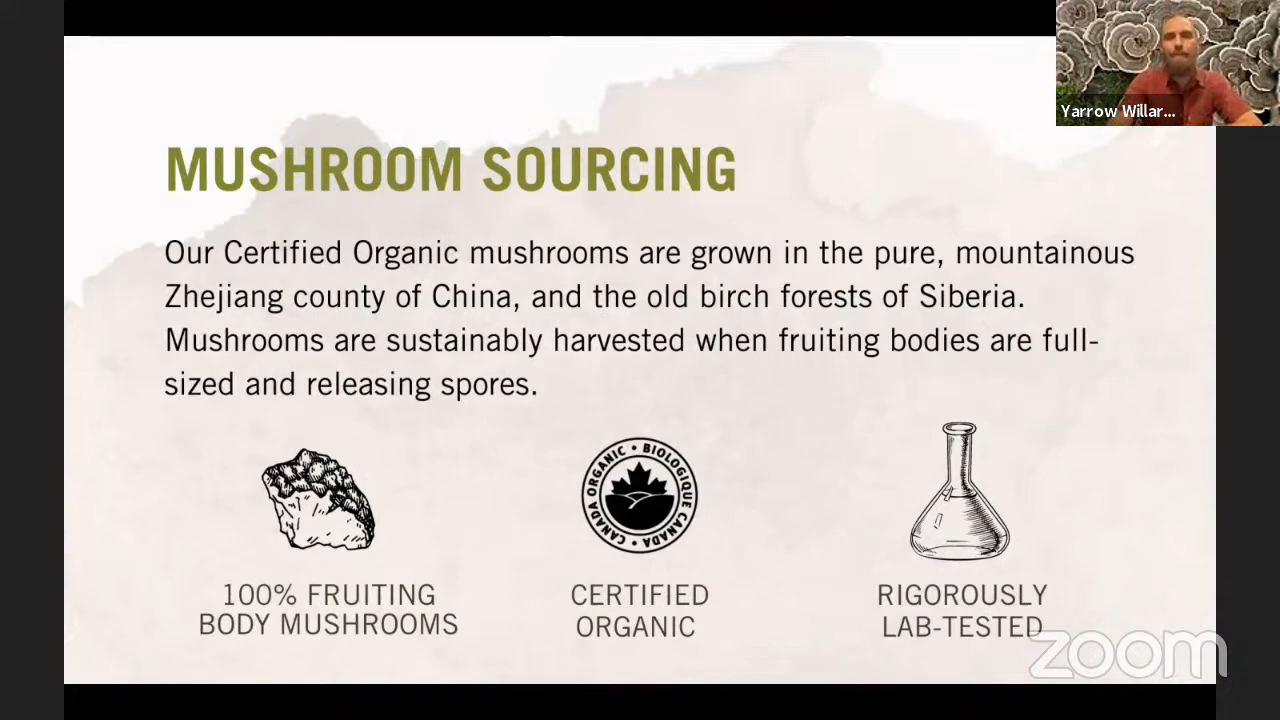 Yarrow Willar...
MUSHROOM SOURCING
Our Certified Organic mushrooms are grown in the pure, mountainous
Zhejiang county of China, and the old birch forests of Siberia.
Mushrooms are sustainably harvested when fruiting bodies are full-
sized and releasing spores.
CANADA ORGANIC • BIOLOGIQUE CANADA •
100% FRUITING
BODY MUSHROOMS
CERTIFIED
ORGANIC
RIGOROUSLY
LAB-TESTED
zoom